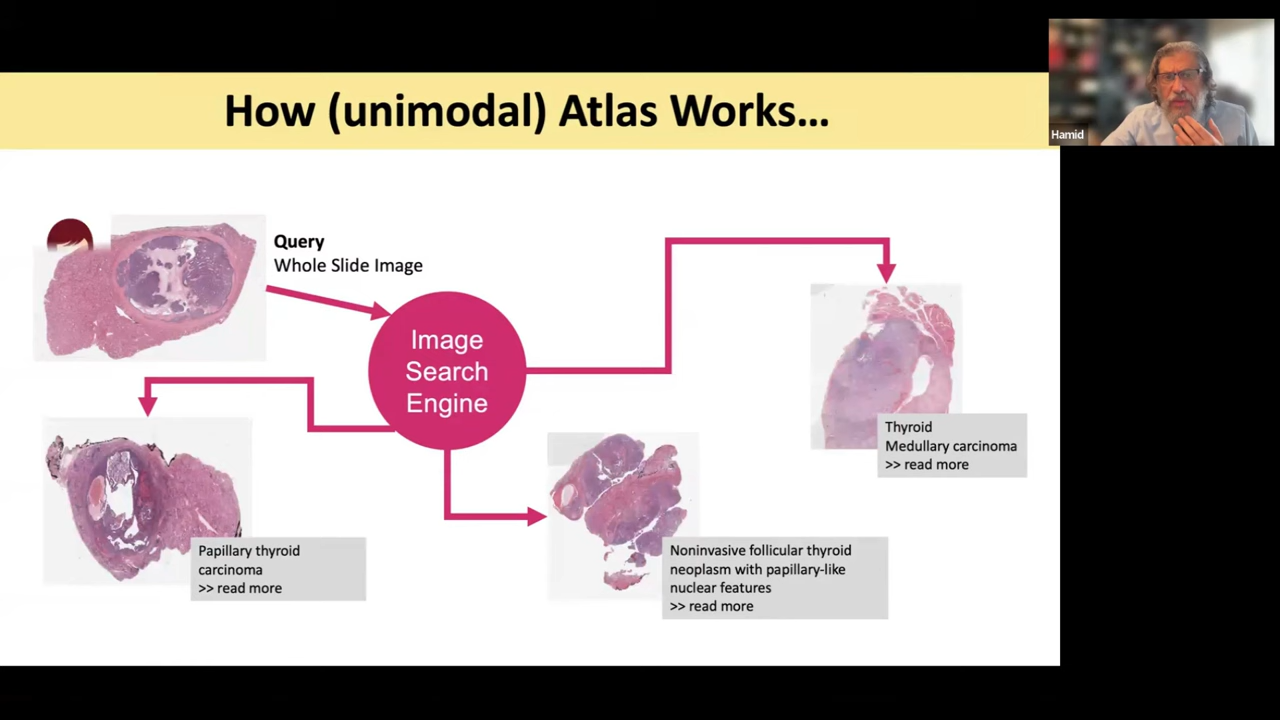 How (unimodal) Atlas Works...
Hamid
Query
Whole Slide Image
Image
Search
Engine
Thyroid
Medullary carcinoma
>> read more
Papillary thyroid
carcinoma
>> read more
Noninvasive follicular thyroid
neoplasm with papillary-like
nuclear features
>> read more